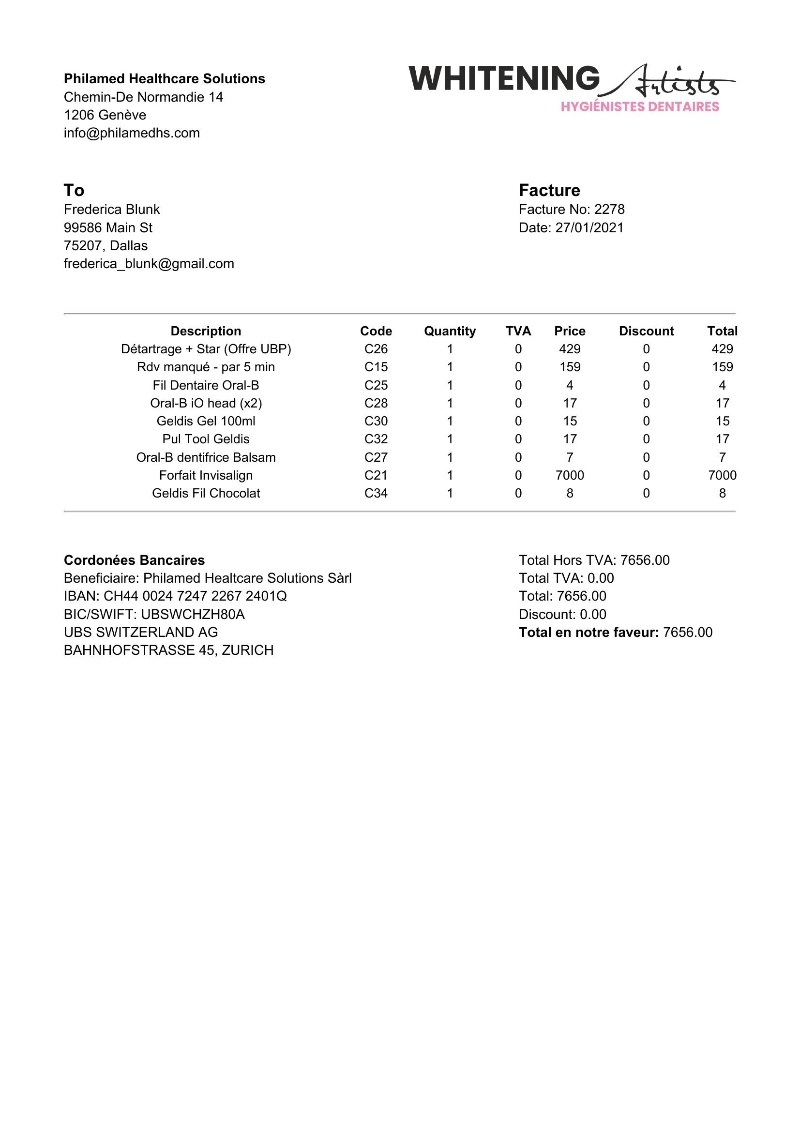 Philamed Healthcare Solutions
Chemin-De Normandie 14
1206 Genève
info@philamedhs.com
WHITENING Artists
HYGIÉNISTES DENTAIRES
To
Frederica Blunk
99586 Main St
75207, Dallas
frederica_blunk@gmail.com
Facture
Facture No: 2278
Date: 27/01/2021
Description Code Quantity TVA Price Discount Total
Détartrage + Star (Offre UBP) C26 1 0 429 0 429
Rdv manqué - par 5 min C15 1 0 159 0 159
Fil Dentaire Oral-B C25 1 0 4 0 4
Oral-B iO head (x2) C28 1 0 17 0 17
Geldis Gel 100ml C30 1 0 15 0 15
Pul Tool Geldis C32 1 0 17 0 17
Oral-B dentifrice Balsam C27 1 0 7 0 7
Forfait Invisalign C21 1 0 7000 0 7000
Geldis Fil Chocolat C34 1 0 8 0 8
Cordonées Bancaires
Beneficiaire: Philamed Healtcare Solutions Sàrl
IBAN: CH44 0024 7247 2267 2401Q
BIC/SWIFT: UBSWCHZH80A
UBS SWITZERLAND AG
BAHNHOFSTRASSE 45, ZURICH
Total Hors TVA: 7656.00
Total TVA: 0.00
Total: 7656.00
Discount: 0.00
Total en notre faveur: 7656.00